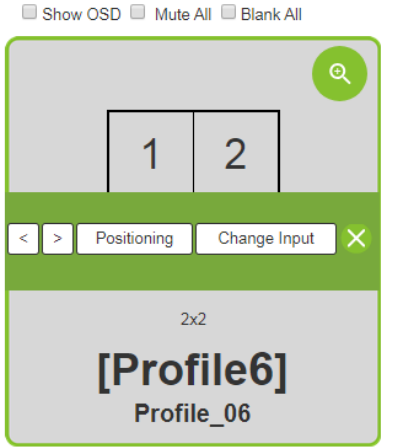 Show OSD Mute All Blank All
1 2
< > Positioning Change Input
2x2
[Profile6]
Profile_06